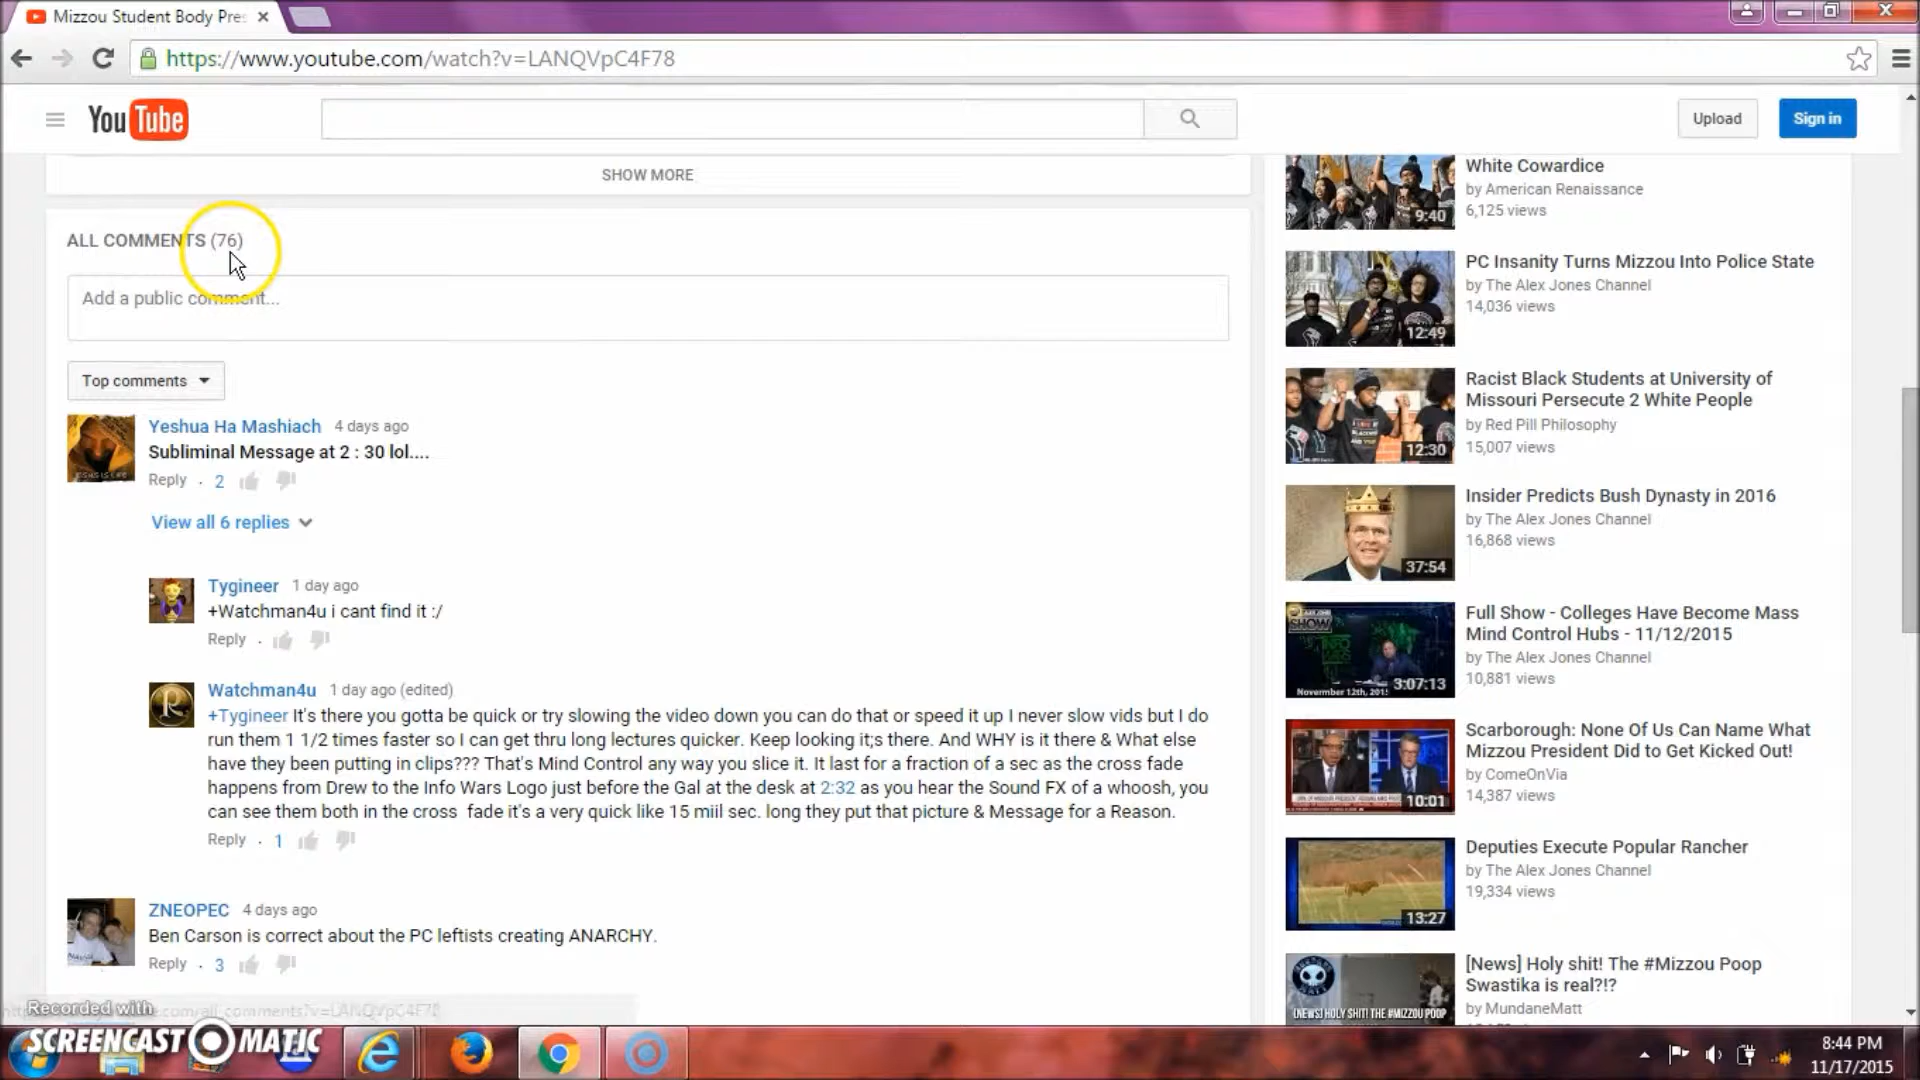 Mizzou Student Body Pre
https://www.youtube.com/watch?v=LANQVpC4F78
YouTube
Upload
Sign in
SHOW MORE
ALL COMMENTS (76)
Add a public comment...
Top comments
Yeshua Ha Mashiach 4 days ago
Subliminal Message at 2 : 30 lol....
Reply . 2
View all 6 replies
Tygineer 1 day ago
+Watchman4u i cant find it :/
Reply .
Watchman4u 1 day ago (edited)
+Tygineer It's there you gotta be quick or try slowing the video down you can do that or speed it up I never slow vids but I do
run them 1 1/2 times faster so I can get thru long lectures quicker. Keep looking it;s there. And WHY is it there & What else
have they been putting in clips??? That's Mind Control any way you slice it. It last for a fraction of a sec as the cross fade
happens from Drew to the Info Wars Logo just before the Gal at the desk at 2:32 as you hear the Sound FX of a whoosh, you
can see them both in the cross fade it's a very quick like 15 miil sec. long they put that picture & Message for a Reason.
Reply . 1
ZNEOPEC 4 days ago
Ben Carson is correct about the PC leftists creating ANARCHY.
Reply . 3
White Cowardice
by American Renaissance
6,125 views
9:40
PC Insanity Turns Mizzou Into Police State
by The Alex Jones Channel
14,036 views
12:49
Racist Black Students at University of
Missouri Persecute 2 White People
by Red Pill Philosophy
15,007 views
12:30
Insider Predicts Bush Dynasty in 2016
by The Alex Jones Channel
16,868 views
37:54
Full Show - Colleges Have Become Mass
Mind Control Hubs - 11/12/2015
by The Alex Jones Channel
10,881 views
SHOW
November 12th, 201
3:07:13
Scarborough: None Of Us Can Name What
Mizzou President Did to Get Kicked Out!
by ComeOnVia
14,387 views
10:01
Deputies Execute Popular Rancher
by The Alex Jones Channel
19,334 views
13:27
[News] Holy shit! The #Mizzou Poop
Swastika is real?!?
by MundaneMatt
[NEWS] HOLY SHIT! THE #MIZZOU POOP
Recorded with
SCREENCAST MATIC
8:44 PM
11/17/2015